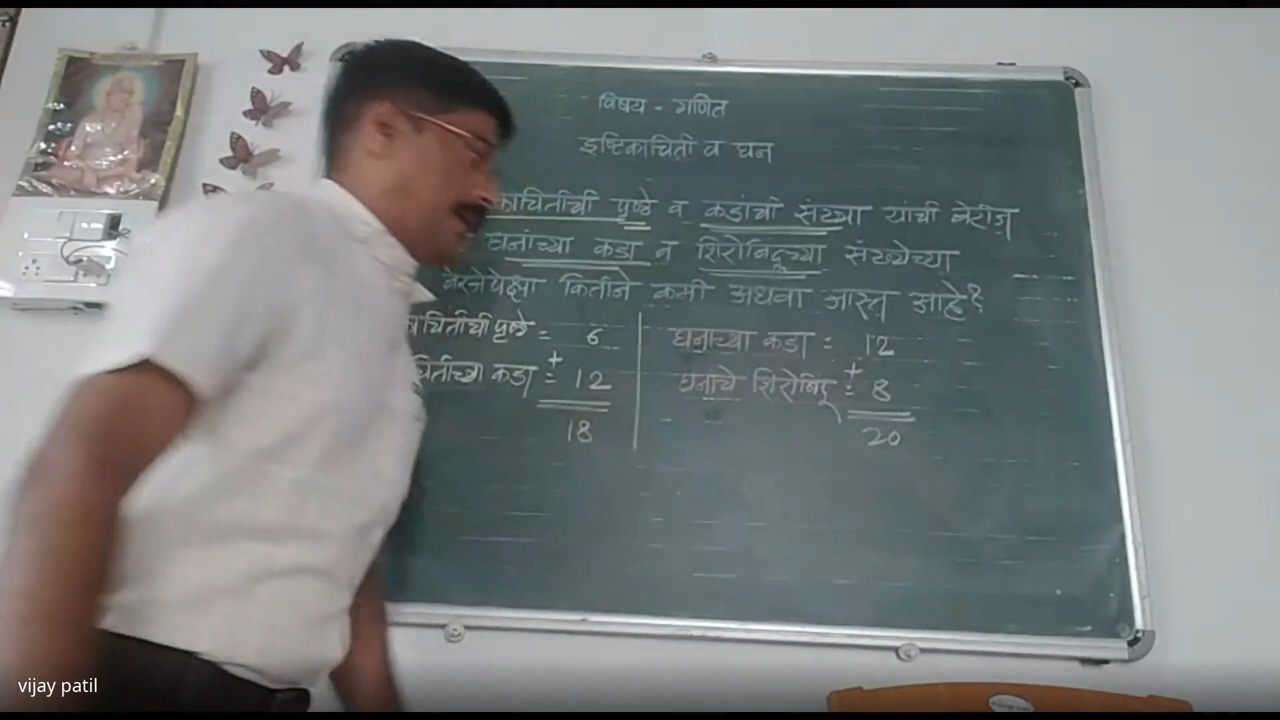 विषय - गणित
इष्टिकाचिती व घन
काचितीची पृष्ठे व कडांची संख्या यांची बेरीज
घनांच्या कडा व शिरोबिंदूच्या संख्येच्या
बेरजेपेक्षा कितीने कमी अथवा जास्त आहे?
चितीची पृष्ठे = 6
चितीच्या कडा = + 12
18
घनाच्या कडा = 12
घनाचे शिरोबिंदू = + 8
20
vijay patil